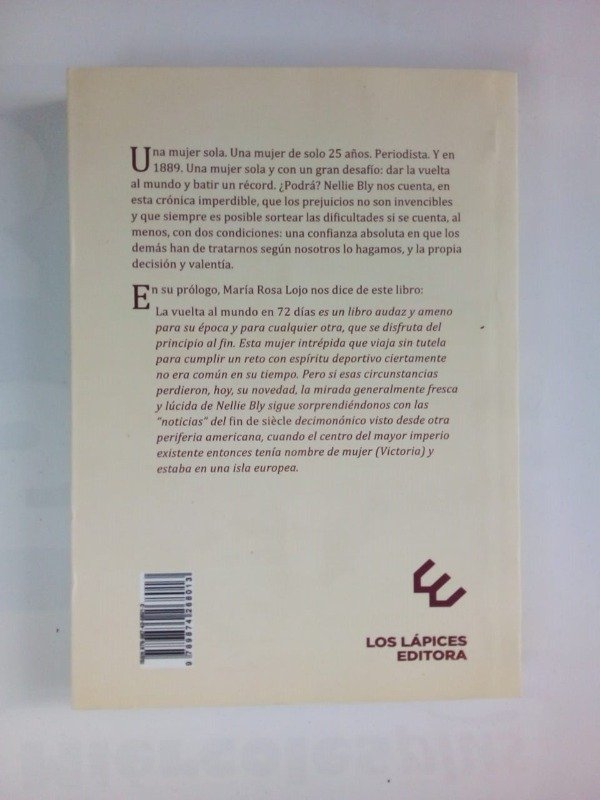 Una mujer sola. Una mujer de solo 25 años. Periodista. Y en
1889. Una mujer sola y con un gran desafío: dar la vuelta
al mundo y batir un récord. ¿Podrá? Nellie Bly nos cuenta, en
esta crónica imperdible, que los prejuicios no son invencibles
y que siempre es posible sortear las dificultades si se cuenta, al
menos, con dos condiciones: una confianza absoluta en que los
demás han de tratarnos según nosotros lo hagamos, y la propia
decisión y valentía.
En su prólogo, María Rosa Lojo nos dice de este libro:
La vuelta al mundo en 72 días es un libro audaz y ameno
para su época y para cualquier otra, que se disfruta del
principio al fin. Esta mujer intrépida que viaja sin tutela
para cumplir un reto con espíritu deportivo ciertamente
no era común en su tiempo. Pero si esas circunstancias
perdieron, hoy, su novedad, la mirada generalmente fresca
y lúcida de Nellie Bly sigue sorprendiéndonos con las
"noticias" del fin de siècle decimonónico visto desde otra
periferia americana, cuando el centro del mayor imperio
existente entonces tenía nombre de mujer (Victoria) y
estaba en una isla europea.
9 789874 268013
LOS LÁPICES
EDITORA